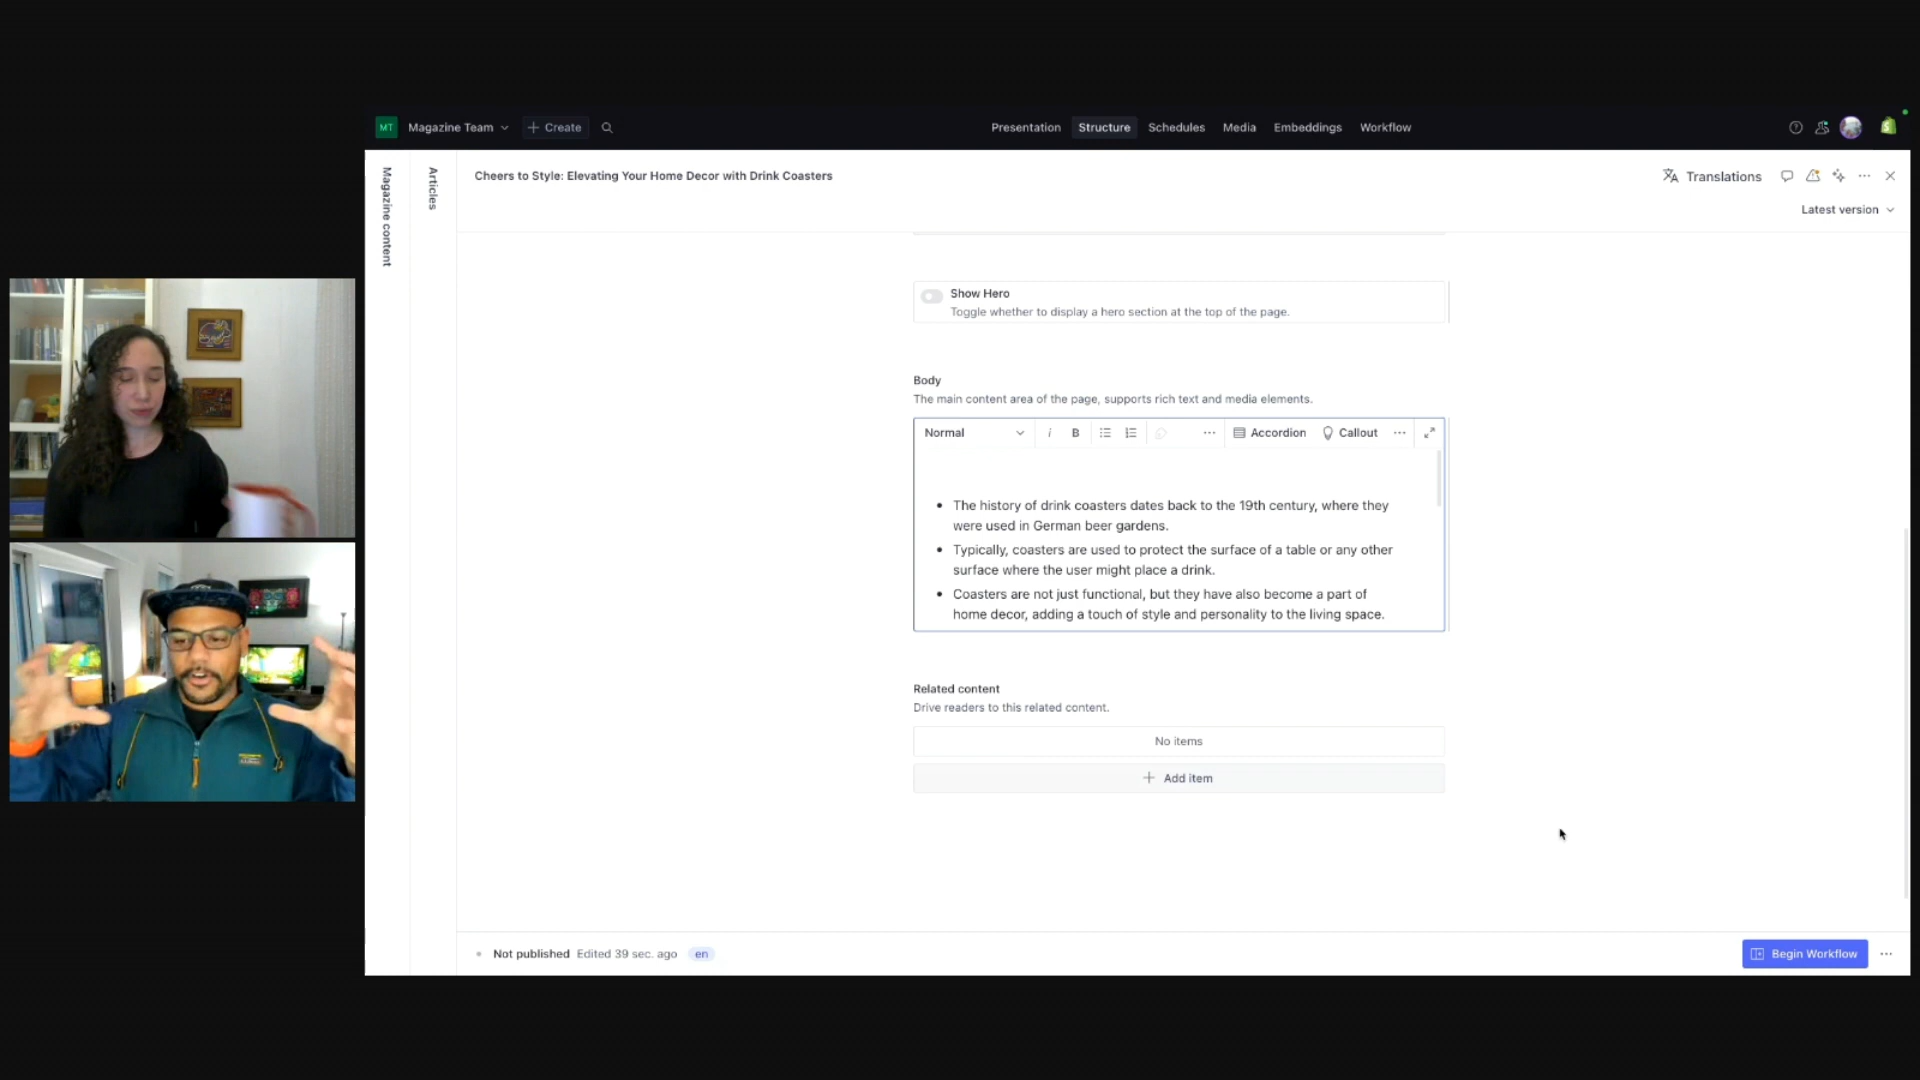 MT Magazine Team + Create Presentation Structure Schedules Media Embeddings Workflow
Magazine content
Articles
Cheers to Style: Elevating Your Home Decor with Drink Coasters
Translations
Latest version
Show Hero
Toggle whether to display a hero section at the top of the page.
Body
The main content area of the page, supports rich text and media elements.
Normal i B Accordion Callout
• The history of drink coasters dates back to the 19th century, where they
were used in German beer gardens.
• Typically, coasters are used to protect the surface of a table or any other
surface where the user might place a drink.
• Coasters are not just functional, but they have also become a part of
home decor, adding a touch of style and personality to the living space.
Related content
Drive readers to this related content.
No items
+ Add item
Not published Edited 39 sec. ago en
Begin Workflow